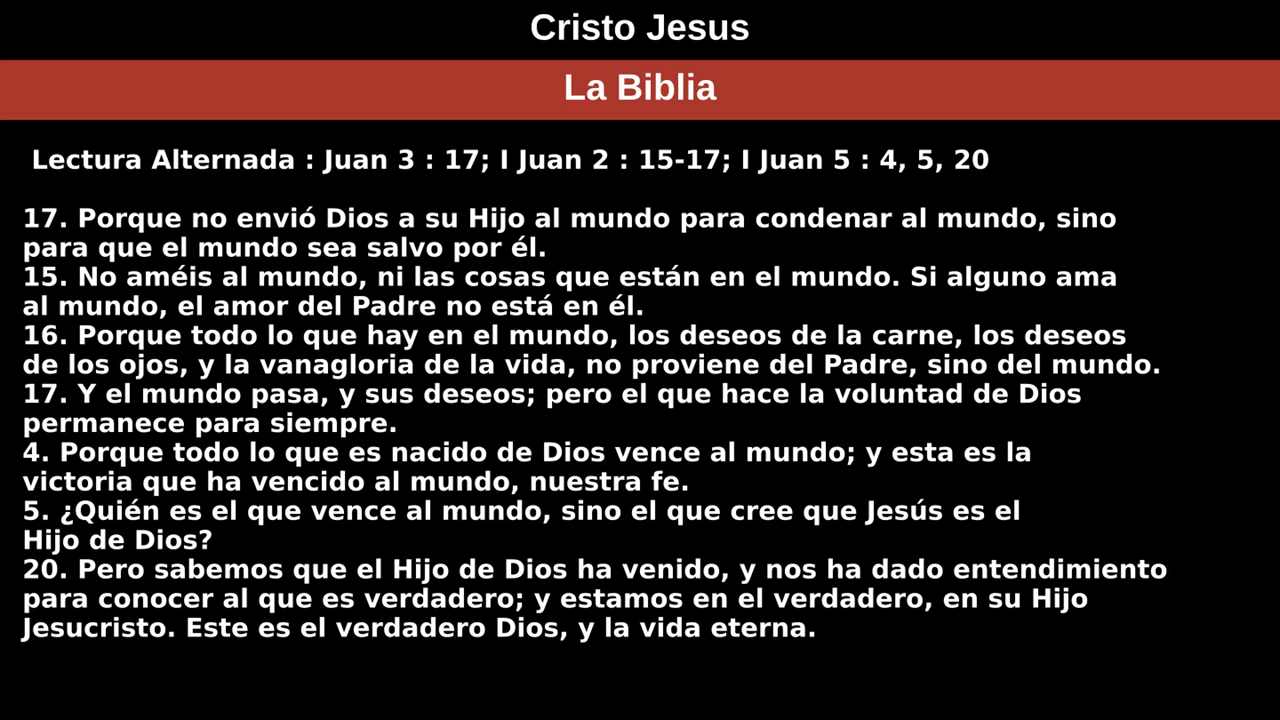 Cristo Jesus
La Biblia
Lectura Alternada : Juan 3 : 17; I Juan 2 : 15-17; I Juan 5 : 4, 5, 20
17. Porque no envió Dios a su Hijo al mundo para condenar al mundo, sino
para que el mundo sea salvo por él.
15. No améis al mundo, ni las cosas que están en el mundo. Si alguno ama
al mundo, el amor del Padre no está en él.
16. Porque todo lo que hay en el mundo, los deseos de la carne, los deseos
de los ojos, y la vanagloria de la vida, no proviene del Padre, sino del mundo.
17. Y el mundo pasa, y sus deseos; pero el que hace la voluntad de Dios
permanece para siempre.
4. Porque todo lo que es nacido de Dios vence al mundo; y esta es la
victoria que ha vencido al mundo, nuestra fe.
5. ¿Quién es el que vence al mundo, sino el que cree que Jesús es el
Hijo de Dios?
20. Pero sabemos que el Hijo de Dios ha venido, y nos ha dado entendimiento
para conocer al que es verdadero; y estamos en el verdadero, en su Hijo
Jesucristo. Este es el verdadero Dios, y la vida eterna.